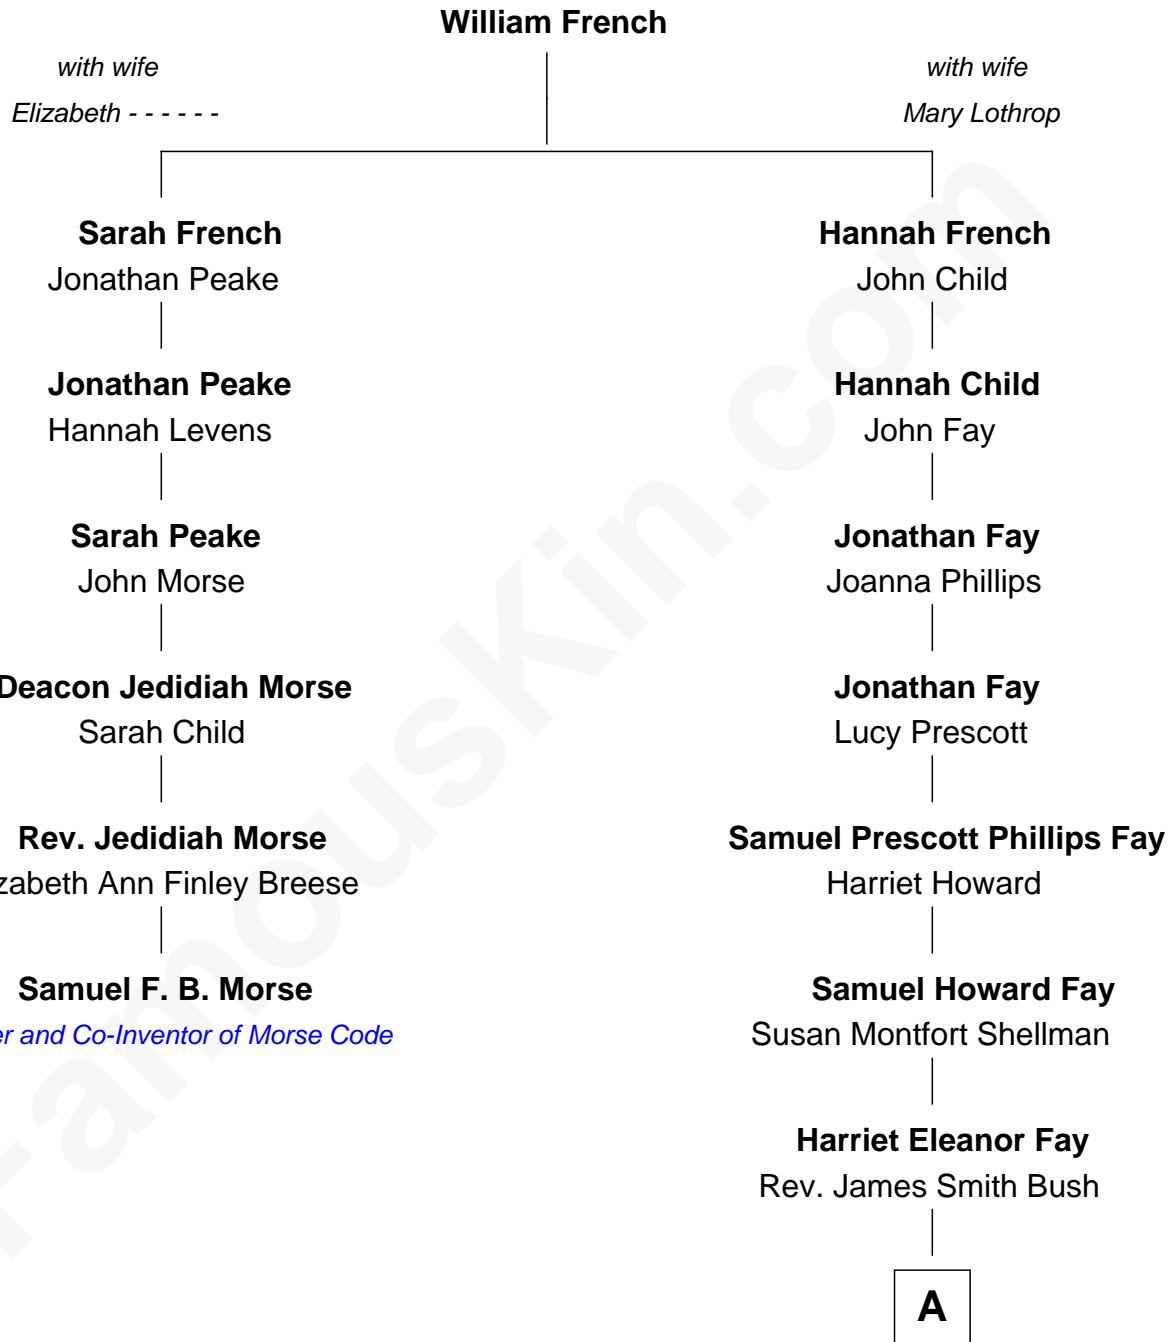 William French
with wife
Elizabeth - - - - - -
with wife
Mary Lothrop
Sarah French
Jonathan Peake
Hannah French
John Child
Jonathan Peake
Hannah Levens
Hannah Child
John Fay
Sarah Peake
John Morse
Jonathan Fay
Joanna Phillips
Deacon Jedidiah Morse
Sarah Child
Jonathan Fay
Lucy Prescott
Rev. Jedidiah Morse
zabeth Ann Finley Breese
Samuel Prescott Phillips Fay
Harriet Howard
Samuel F. B. Morse
er and Co-Inventor of Morse Code
Samuel Howard Fay
Susan Montfort Shellman
Harriet Eleanor Fay
Rev. James Smith Bush
A
FamousKin.com